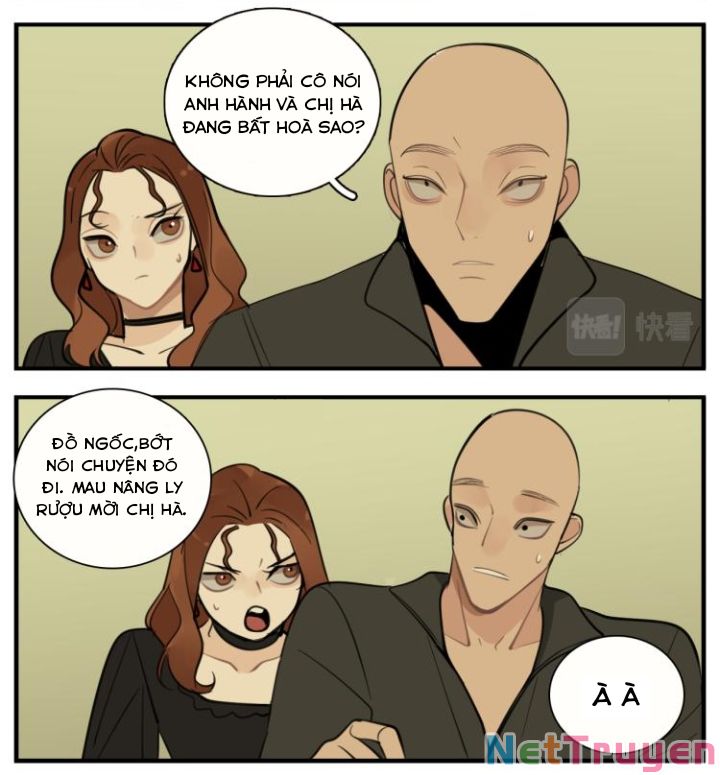 KHÔNG PHẢI CÔ NÓI
ANH HÀNH VÀ CHỊ HÀ
ĐANG BẤT HOÀ SAO?
快看! 快看
ĐỒ NGỐC,BỚT
NÓI CHUYỆN ĐÓ
ĐI. MAU NÂNG LY
RƯỢU MỜI CHỊ HÀ.
À À
NetTruyen